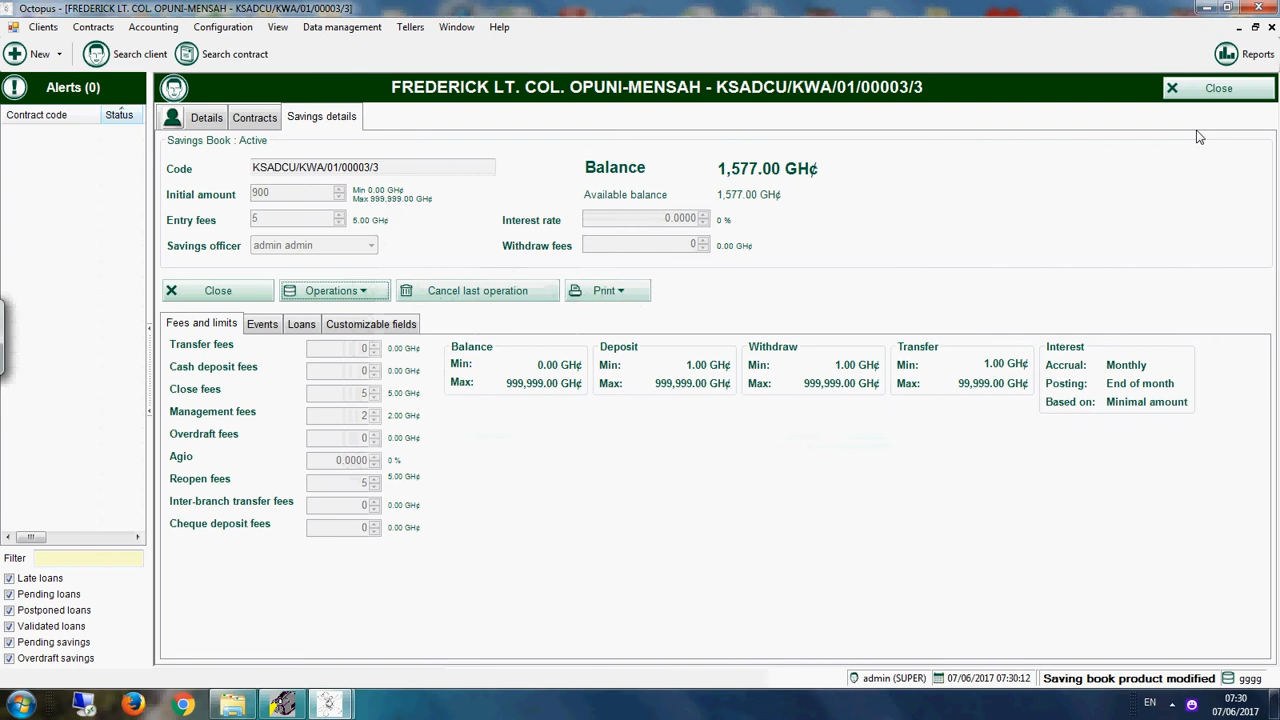 Octopus - [FREDERICK LT. COL. OPUNI-MENSAH - KSADCU/KWA/01/00003/3]
Clients Contracts Accounting Configuration View Data management Tellers Window Help
New Search client Search contract Reports
Alerts (0) FREDERICK LT. COL. OPUNI-MENSAH - KSADCU/KWA/01/00003/3 Close
Contract code Status Details Contracts Savings details
Savings Book : Active
Code KSADCU/KWA/01/00003/3 Balance 1,577.00 GH¢
Initial amount 900 Min 0.00 GH¢
Max 999,999.00 GH¢ Available balance 1,577.00 GH¢
Entry fees 5 5.00 GH¢ Interest rate 0.0000 0 %
Savings officer admin admin Withdraw fees 0 0.00 GH¢
Close Operations Cancel last operation Print
Fees and limits Events Loans Customizable fields
Transfer fees 0 0.00 GH¢
Cash deposit fees 0 0.00 GH¢
Close fees 5 5.00 GH¢
Management fees 2 2.00 GH¢
Overdraft fees 0 0.00 GH¢
Agio 0.0000 0 %
Reopen fees 5 5.00 GH¢
Inter-branch transfer fees 0 0.00 GH¢
Cheque deposit fees 0 0.00 GH¢
Balance
Min: 0.00 GH¢
Max: 999,999.00 GH¢
Deposit
Min: 1.00 GH¢
Max: 999,999.00 GH¢
Withdraw
Min: 1.00 GH¢
Max: 999,999.00 GH¢
Transfer
Min: 1.00 GH¢
Max: 99,999.00 GH¢
Interest
Accrual: Monthly
Posting: End of month
Based on: Minimal amount
Filter
Late loans
Pending loans
Postponed loans
Validated loans
Pending savings
Overdraft savings
admin (SUPER) 07/06/2017 07:30:12 Saving book product modified gggg
EN 07:30
07/06/2017